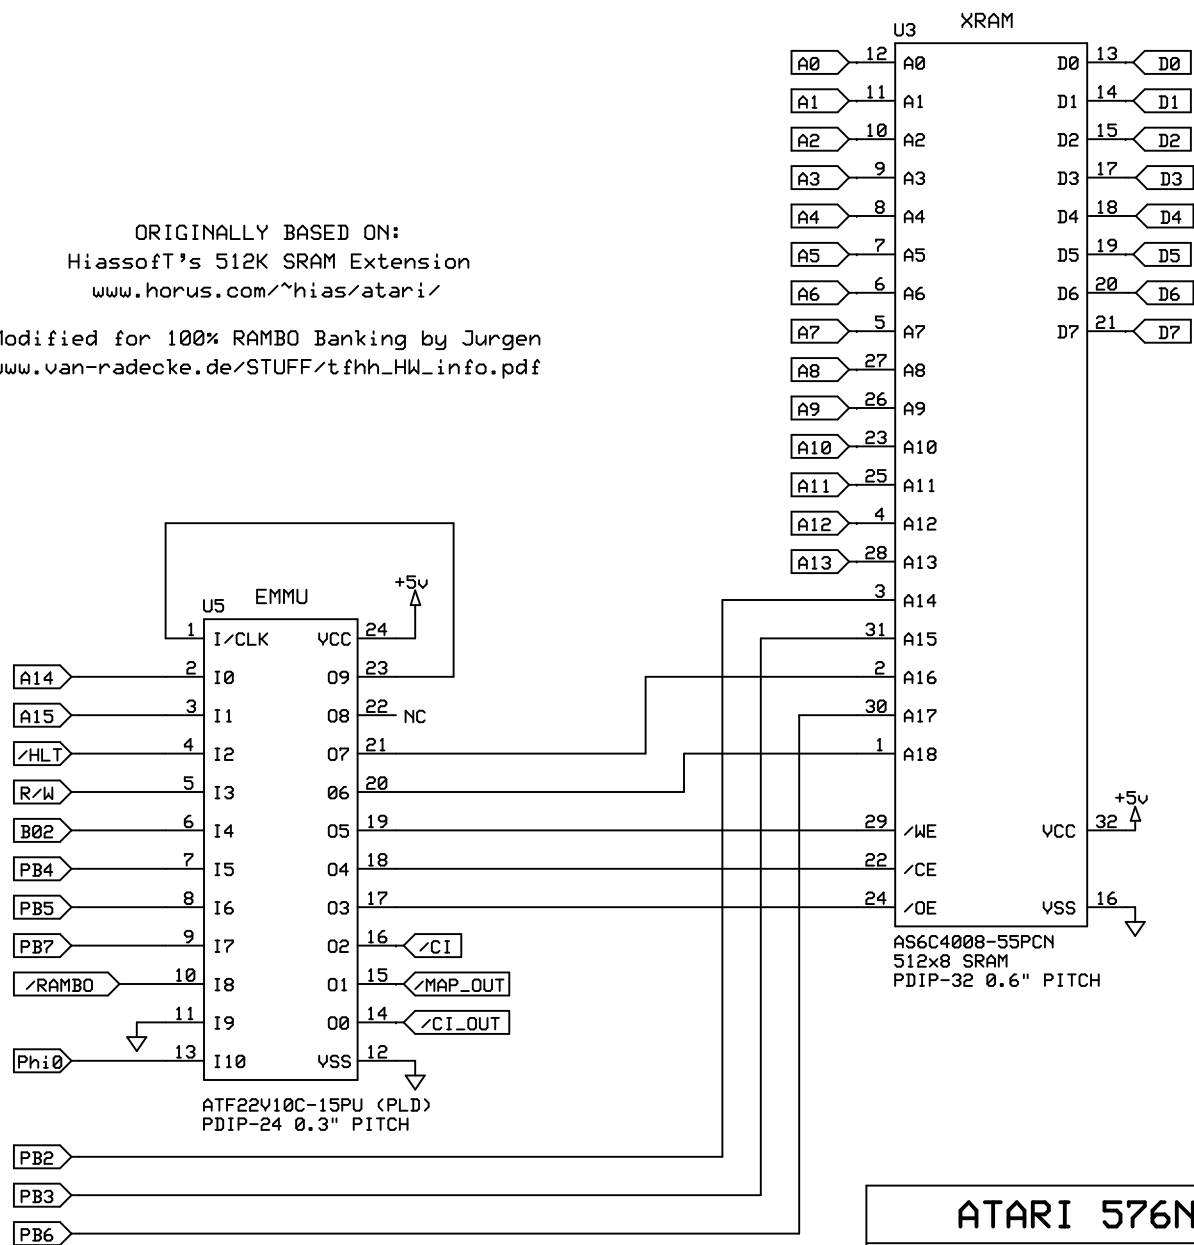 XRAM
U3
A0 12 A0 D0 13 D0
A1 11 A1 D1 14 D1
A2 10 A2 D2 15 D2
A3 9 A3 D3 17 D3
A4 8 A4 D4 18 D4
A5 7 A5 D5 19 D5
A6 6 A6 D6 20 D6
A7 5 A7 D7 21 D7
A8 27 A8
A9 26 A9
A10 23 A10
A11 25 A11
A12 4 A12
A13 28 A13
3 A14
31 A15
2 A16
30 A17
1 A18
29 /WE VCC 32 +5v
22 /CE
24 /OE VSS 16
AS6C4008-55PCN
512x8 SRAM
PDIP-32 0.6" PITCH
ORIGINALLY BASED ON:
HiassofT's 512K SRAM Extension
www.horus.com/~hias/atari/
Modified for 100% RAMBO Banking by Jurgen
www.van-radecke.de/STUFF/tfhh_HW_info.pdf
EMMU
U5
+5v
1 I/CLK VCC 24
A14 2 I0 O9 23
A15 3 I1 O8 22 NC
/HLT 4 I2 O7 21
R/W 5 I3 06 20
B02 6 I4 O5 19
PB4 7 I5 O4 18
PB5 8 I6 O3 17
PB7 9 I7 O2 16 /CI
/RAMBO 10 I8 O1 15 /MAP_OUT
11 I9 O0 14 /CI_OUT
Phi0 13 I10 VSS 12
ATF22V10C-15PU (PLD)
PDIP-24 0.3" PITCH
PB2
PB3
PB6
ATARI 576N